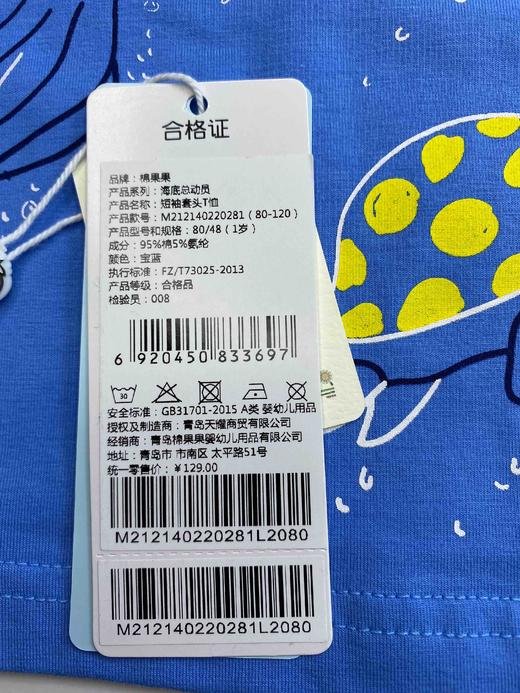 合格证
品牌：棉果果
产品系列：海底总动员
产品名称：短袖套头T恤
产品款号：M212140220281（80-120）
产品型号和规格：80/48（1岁）
成分：95%棉5%氨纶
颜色：宝蓝
执行标准：FZ/T73025-2013
产品等级：合格品
检验员：008
6 920450 833697
30
安全标准：GB31701-2015 A类 婴幼儿用品
授权及制造商：青岛天耀商贸有限公司
经销商：青岛棉果果婴幼儿用品有限公司
地址：青岛市 市南区 太平路51号
统一零售价：￥129.00
M212140220281L2080
M212140220281L2080